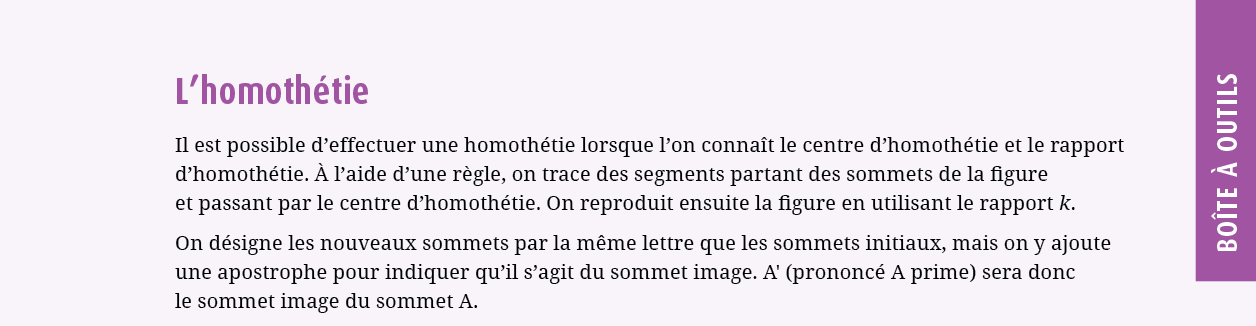 L’homothétie
Il est possible d’effectuer une homothétie lorsque l’on connaît le centre d’homothétie et le rapport
d’homothétie. À l’aide d’une règle, on trace des segments partant des sommets de la figure
et passant par le centre d’homothétie. On reproduit ensuite la figure en utilisant le rapport k.
On désigne les nouveaux sommets par la même lettre que les sommets initiaux, mais on y ajoute
une apostrophe pour indiquer qu’il s’agit du sommet image. A' (prononcé A prime) sera donc
le sommet image du sommet A.
BOÎTE À OUTILS